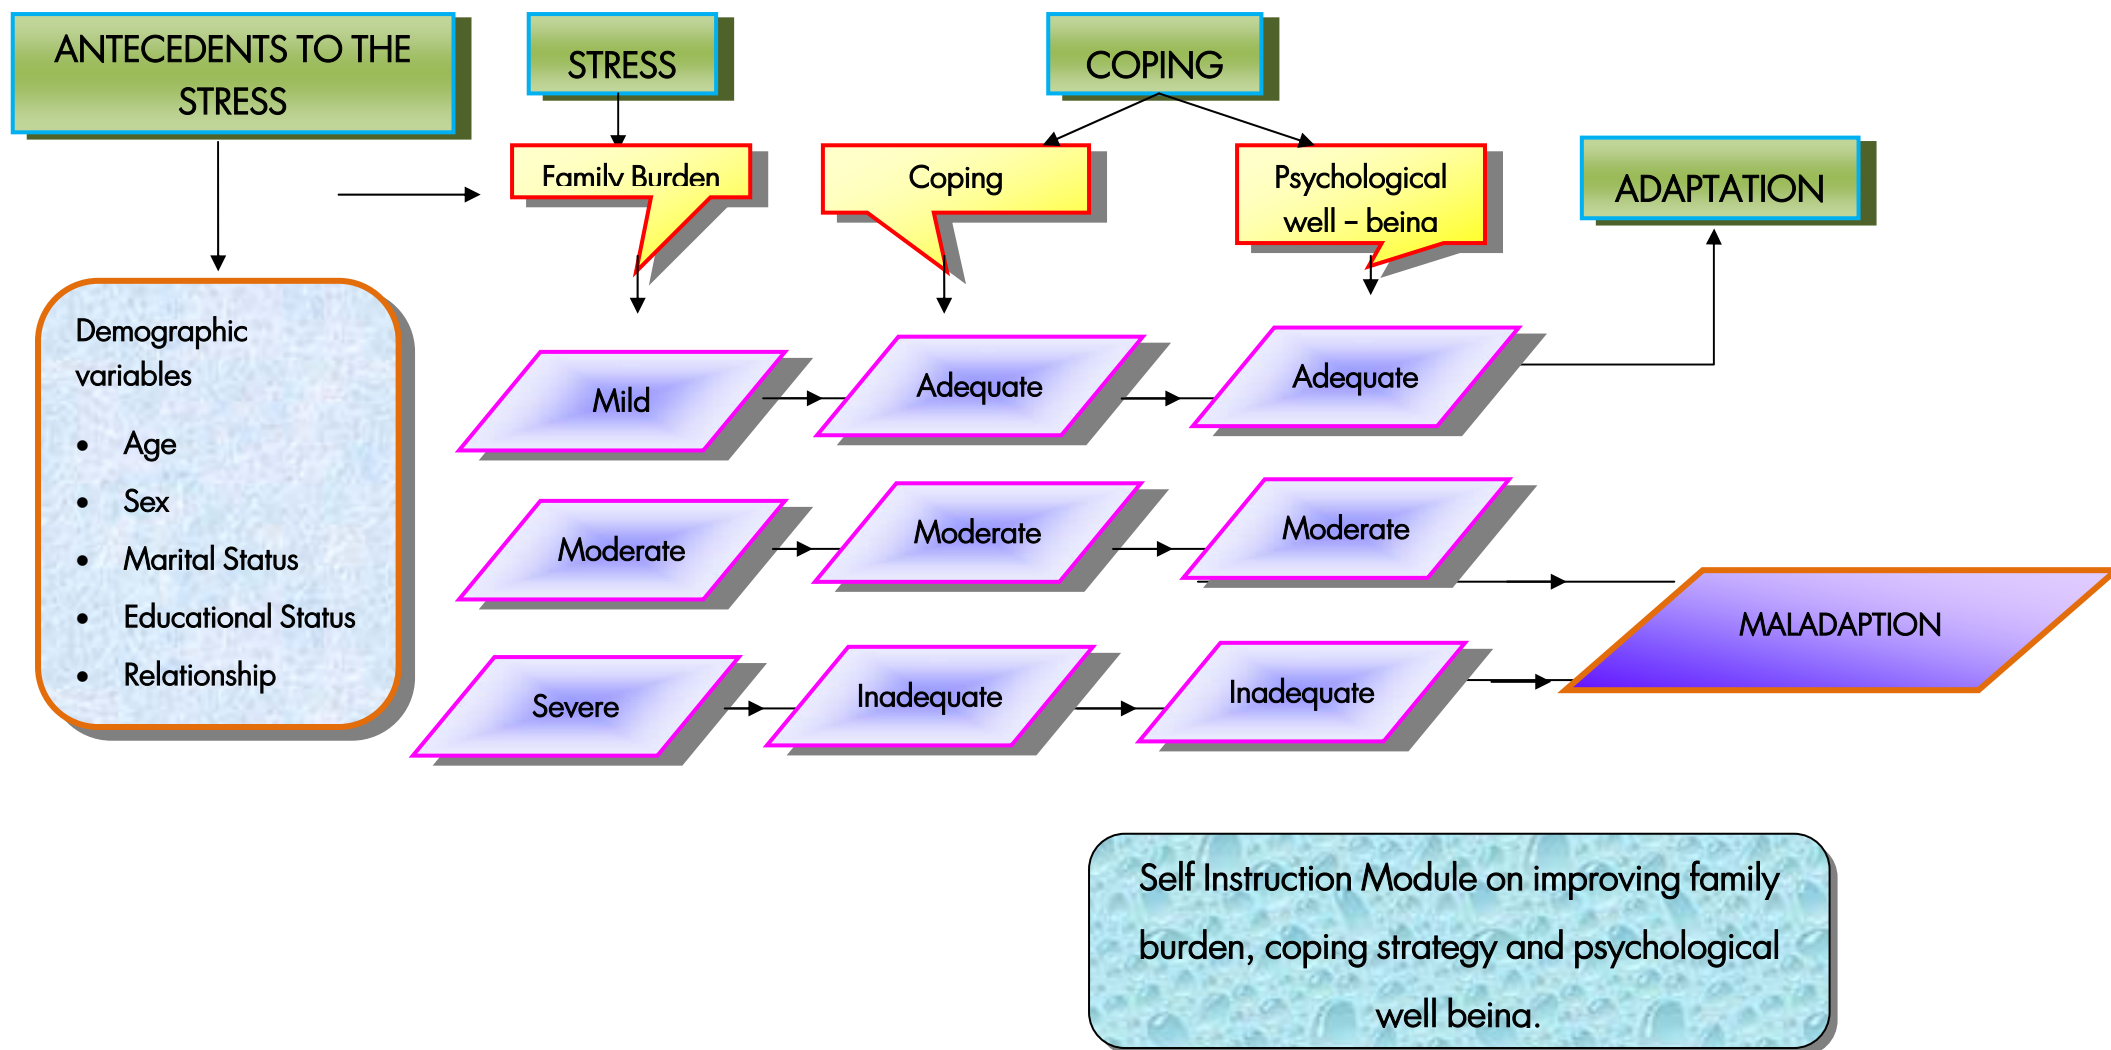 ANTECEDENTS TO THE
STRESS
STRESS
COPING
Family Burden
Coping
Psychological
well – being
ADAPTATION
Demographic
variables
• Age
• Sex
• Marital Status
• Educational Status
• Relationship
Mild
Adequate
Adequate
Moderate
Moderate
Moderate
MALADAPTION
Severe
Inadequate
Inadequate
Self Instruction Module on improving family
burden, coping strategy and psychological
well being.